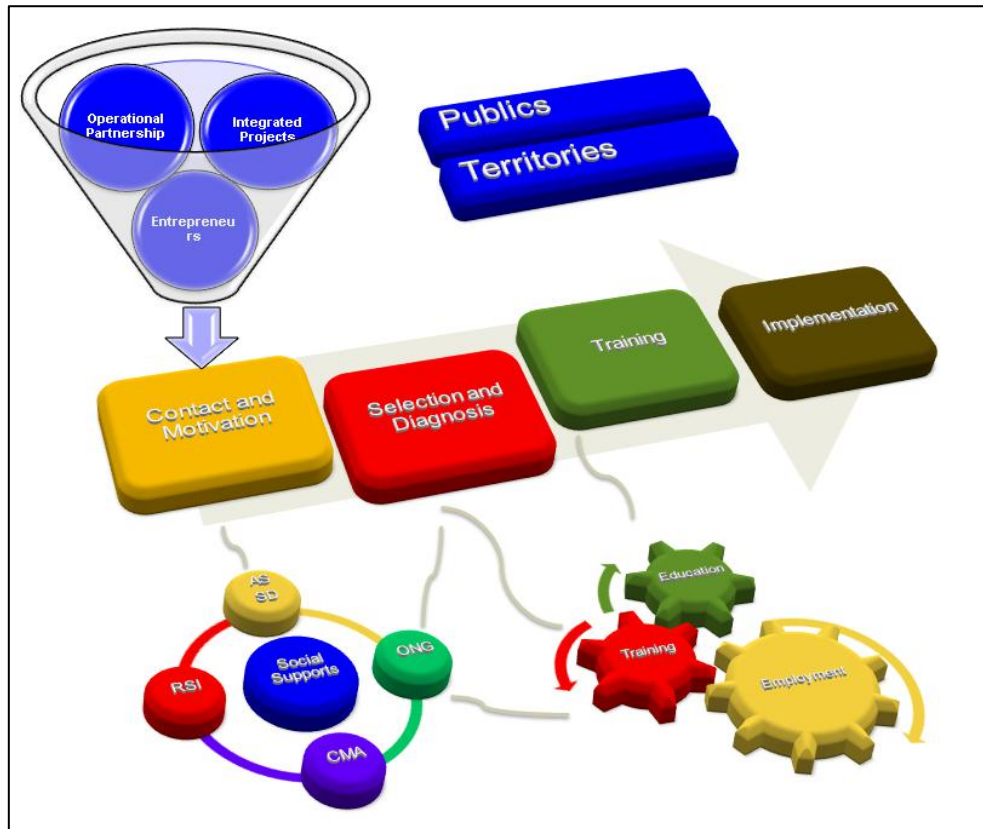 Operational
Partnership
Integrated
Projects
Entrepreneu
rs
Publics
Territories
Contact and
Motivation
Selection and
Diagnosis
Training
Implementation
AS
SD
ONG
CMA
RSI
Social
Supports
Education
Training
Employment